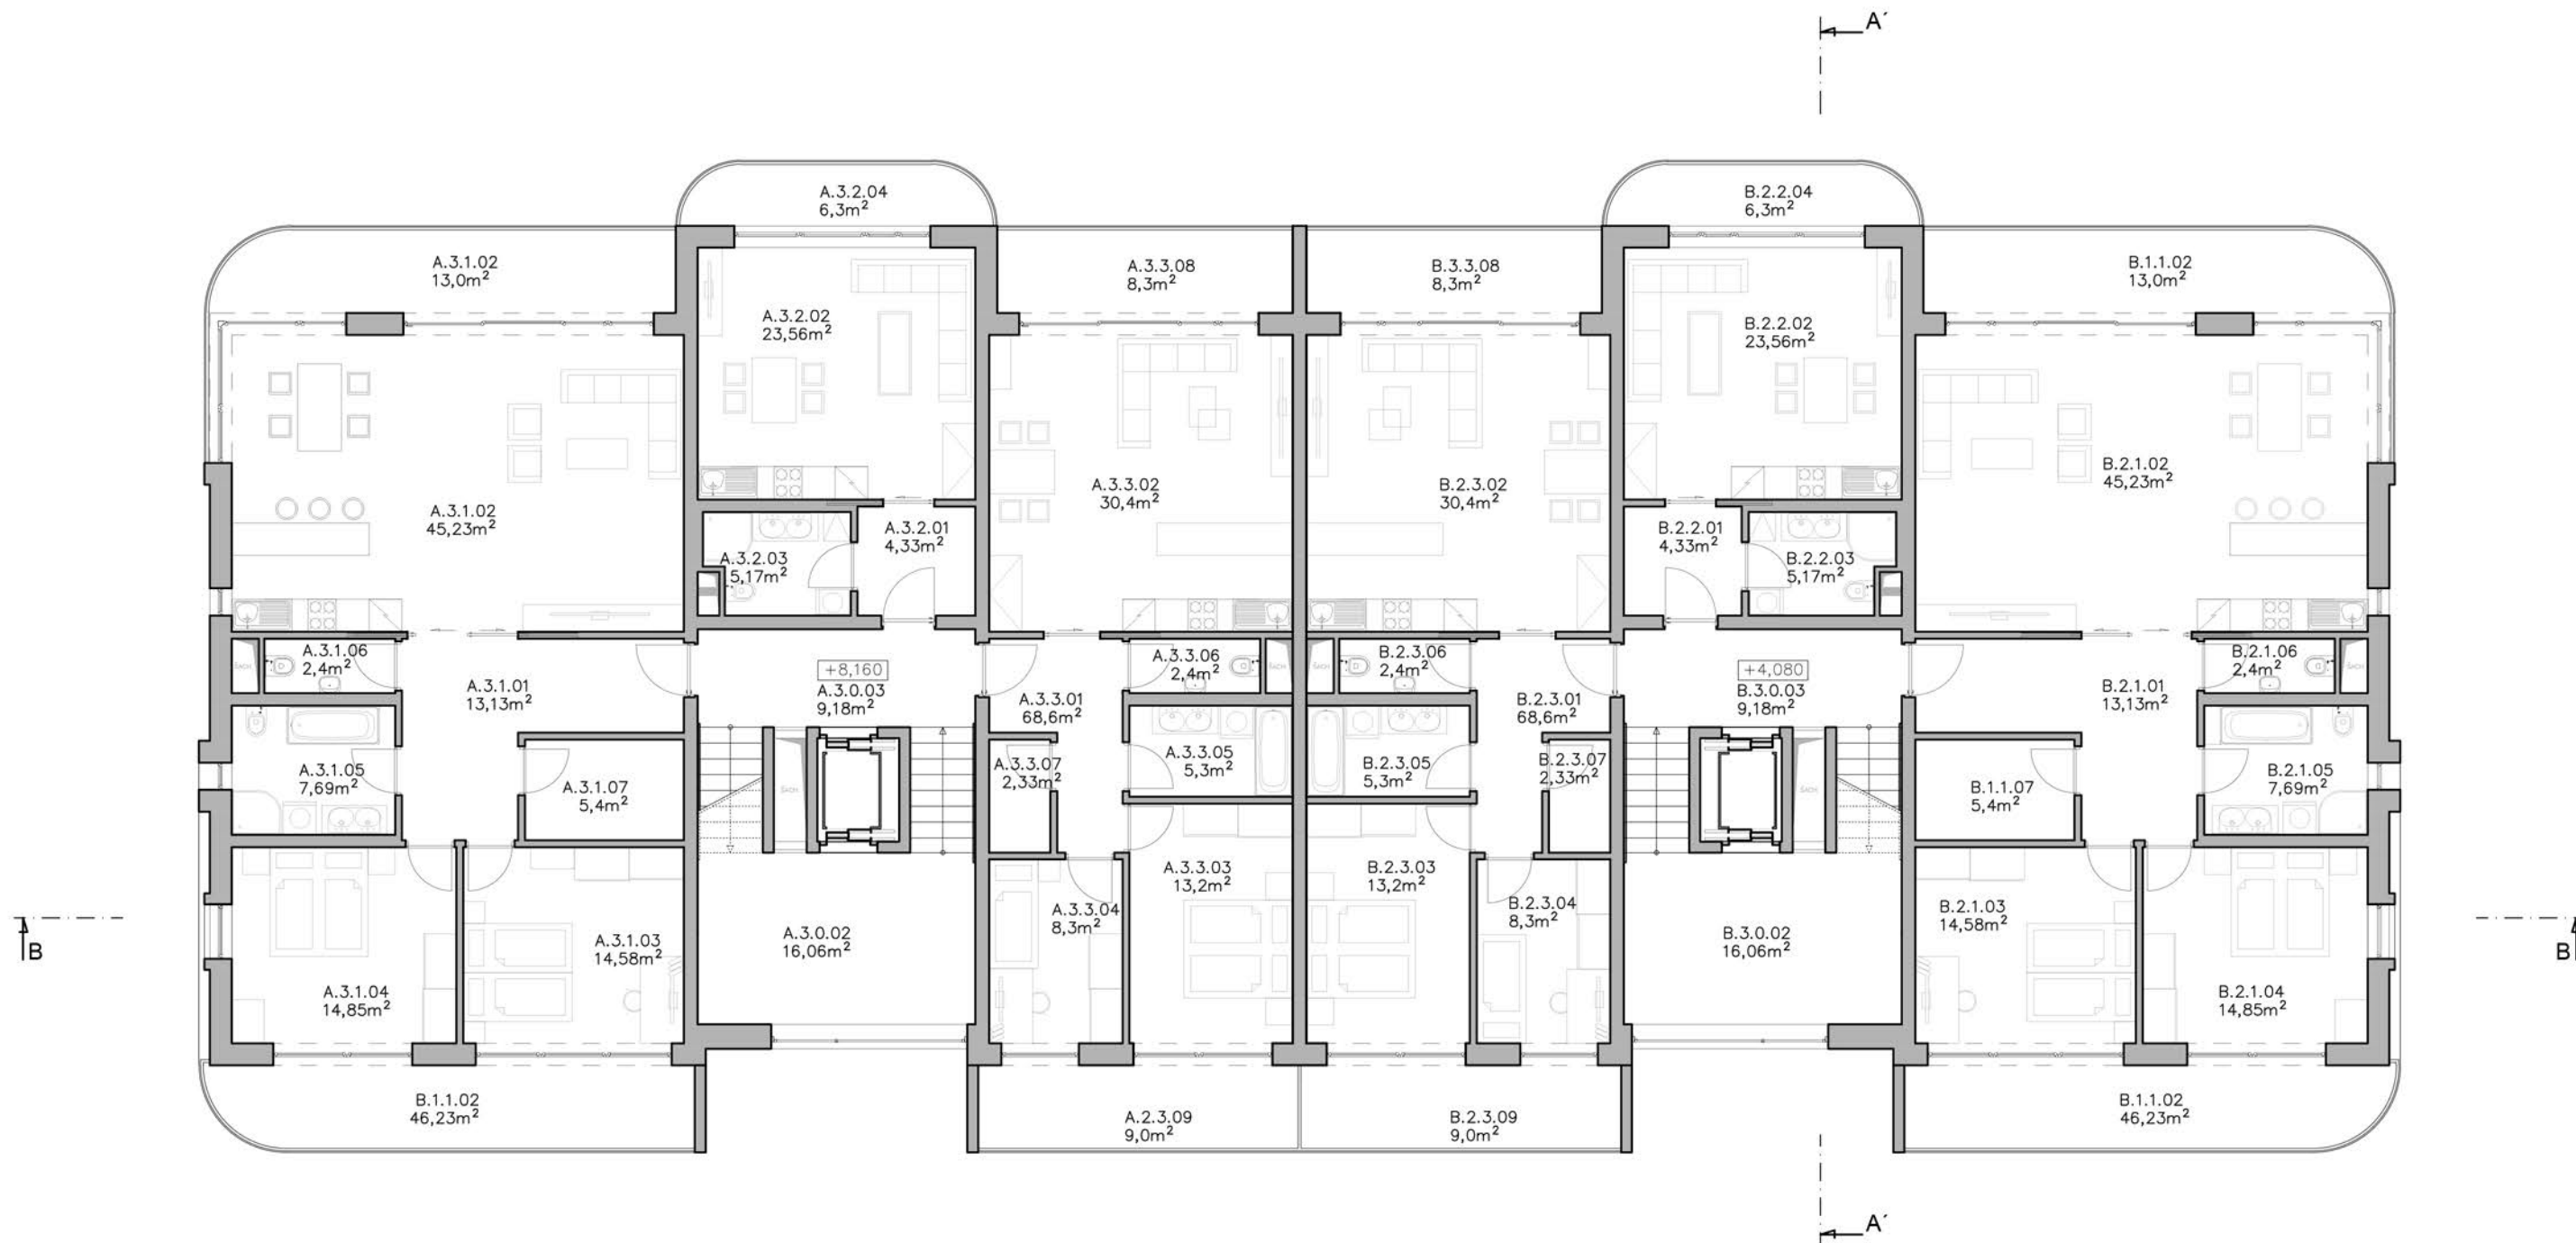 A´
A.3.2.04
6,3m²
B.2.2.04
6,3m²
A.3.1.02
13,0m²
A.3.3.08
8,3m²
B.3.3.08
8,3m²
B.1.1.02
13,0m²
A.3.2.02
23,56m²
B.2.2.02
23,56m²
A.3.1.02
45,23m²
A.3.3.02
30,4m²
B.2.3.02
30,4m²
B.2.1.02
45,23m²
A.3.2.03
5,17m²
A.3.2.01
4,33m²
B.2.2.01
4,33m²
B.2.2.03
5,17m²
ŠACH
A.3.1.06
2,4m²
A.3.1.01
13,13m²
+8,160
A.3.0.03
9,18m²
A.3.3.01
68,6m²
A.3.3.06
2,4m²
ŠACH
ŠACH
B.2.3.06
2,4m²
B.2.3.01
68,6m²
+4,080
B.3.0.03
9,18m²
B.2.1.01
13,13m²
B.2.1.06
2,4m²
ŠACH
A.3.1.05
7,69m²
A.3.1.07
5,4m²
ŠACH
A.3.3.07
2,33m²
A.3.3.05
5,3m²
B.2.3.05
5,3m²
B.2.3.07
2,33m²
ŠACH
B.1.1.07
5,4m²
B.2.1.05
7,69m²
A.3.1.04
14,85m²
A.3.1.03
14,58m²
A.3.0.02
16,06m²
A.3.3.04
8,3m²
A.3.3.03
13,2m²
B.2.3.03
13,2m²
B.2.3.04
8,3m²
B.3.0.02
16,06m²
B.2.1.03
14,58m²
B.2.1.04
14,85m²
B
B
B.1.1.02
46,23m²
A.2.3.09
9,0m²
B.2.3.09
9,0m²
B.1.1.02
46,23m²
A´